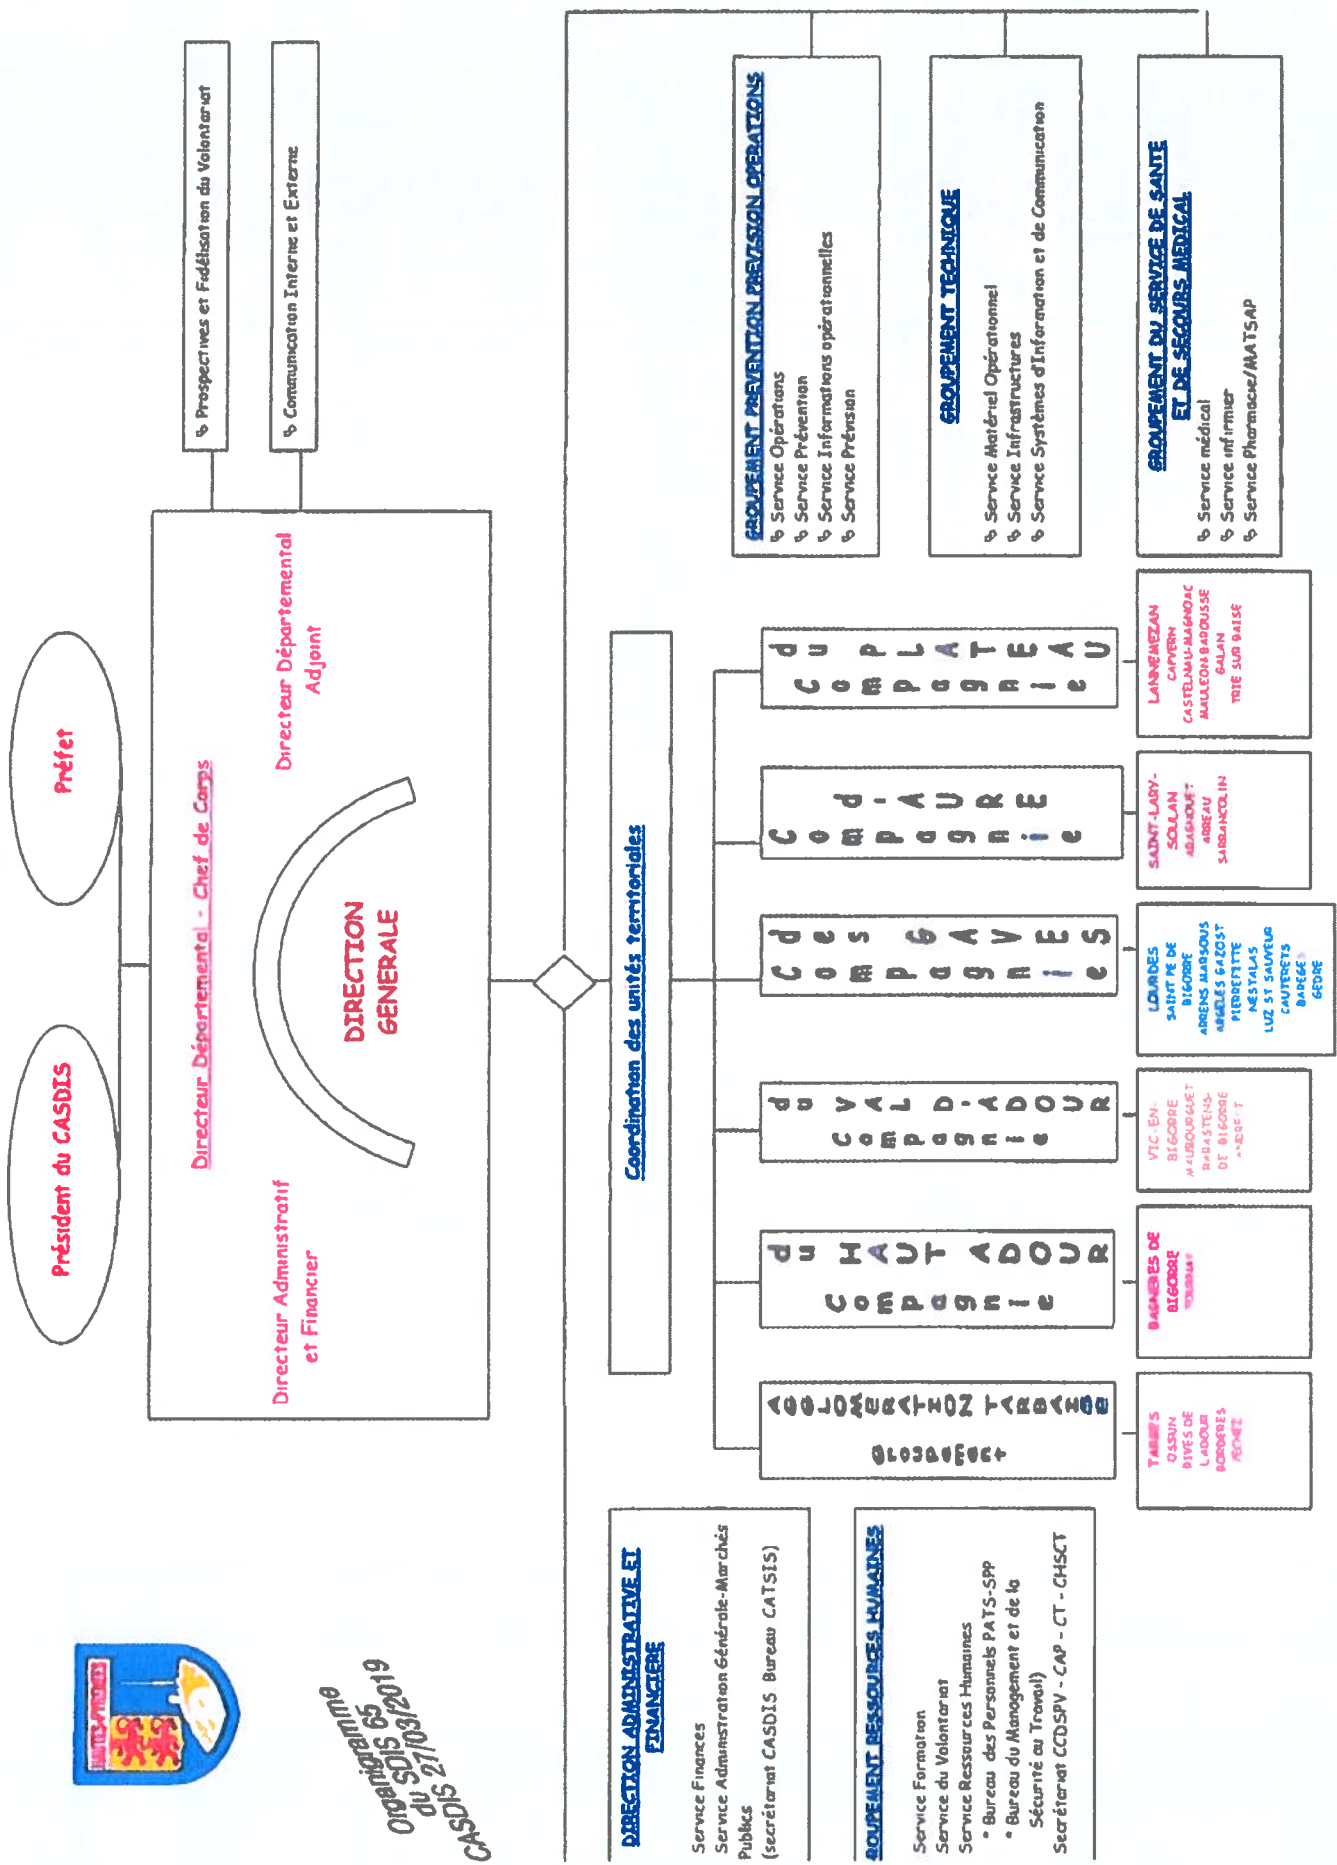 HAUTES-PYRENEES
Organigramme
du SDIS 65
CASDIS 27/03/2019
Président du CASDIS
Préfet
Directeur Départemental - Chef de Corps
Directeur Administratif
et Financier
DIRECTION
GENERALE
Directeur Départemental
Adjoint
Prospectives et Fidélisation du Volontariat
Communication Interne et Externe
DIRECTION ADMINISTRATIVE ET
FINANCIERE
Service Finances
Service Administration Générale-Marchés
Publics
(secrétariat CASDIS Bureau CATSIS)
ROUPEMENT RESSOURCES HUMAINES
Service Formation
Service du Volontariat
Service Ressources Humaines
* Bureau des Personnels PATS-SPP
* Bureau du Management et de la
Sécurité au Travail)
Secrétariat CCDSPV - CAP - CT - CHSCT
Coordination des unités territoriales
Groupement
AGGLOMERATION TARBAISE
TARBES
OSSUN
RIVES DE
L'ADOUR
BORDERES
Compagnie
du HAUT ADOUR
BAGNERES DE
BIGORRE
TOURNAY
Compagnie
du VAL D'ADOUR
VIC-EN-
BIGORRE
MAUBOURGUET
RABASTENS-
DE BIGORRE
Compagnie
des GAVES
LOURDES
SAINT PE DE
BIGORRE
ARRENS MARSOUS
ARGELES GAZOST
PIERREFITTE
NESTALAS
LUZ ST SAUVEUR
CAUTERETS
BAREGES
GEDRE
Compagnie
d'AURE
SAINT-LARY-
SOULAN
ARAGNOUET
ARREAU
SARRANCOLIN
Compagnie
du PLATEAU
LANNEMEZAN
CAPVERN
CASTELNAU-MAGNOAC
MAULEON-BAROUSSE
GALAN
TRIE SUR BAISE
GROUPEMENT PREVENTION PREVISION OPERATIONS
Service Opérations
Service Prévention
Service Informations opérationnelles
Service Prévision
GROUPEMENT TECHNIQUE
Service Matériel Opérationnel
Service Infrastructures
Service Systèmes d'Information et de Communication
GROUPEMENT DU SERVICE DE SANTE
ET DE SECOURS MEDICAL
Service médical
Service infirmier
Service Pharmacie/MATSAP